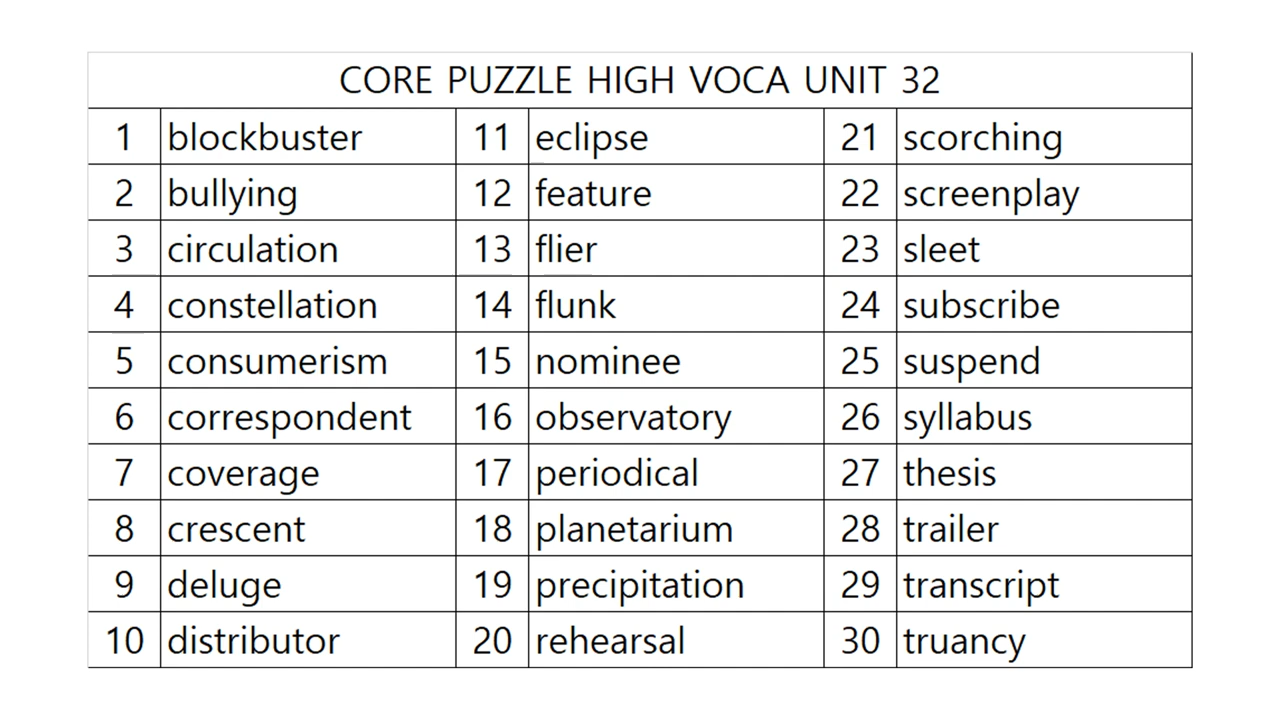 CORE PUZZLE HIGH VOCA UNIT 32
1 blockbuster 11 eclipse 21 scorching
2 bullying 12 feature 22 screenplay
3 circulation 13 flier 23 sleet
4 constellation 14 flunk 24 subscribe
5 consumerism 15 nominee 25 suspend
6 correspondent 16 observatory 26 syllabus
7 coverage 17 periodical 27 thesis
8 crescent 18 planetarium 28 trailer
9 deluge 19 precipitation 29 transcript
10 distributor 20 rehearsal 30 truancy